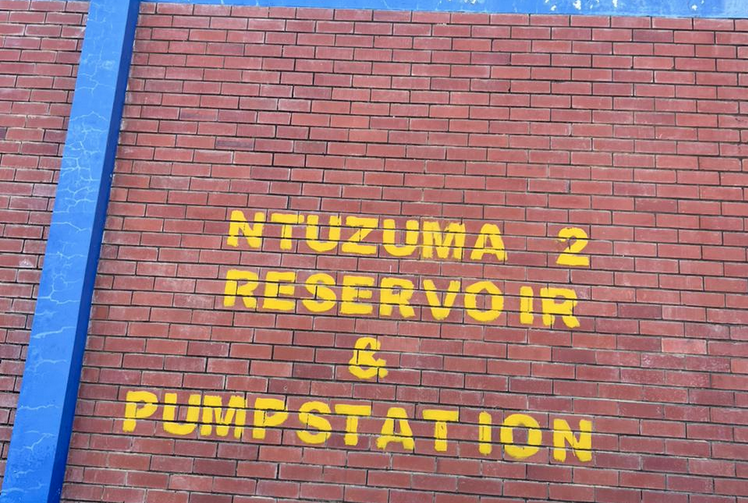 NTUZUMA 2
RESERVOIR
&
PUMPSTATION